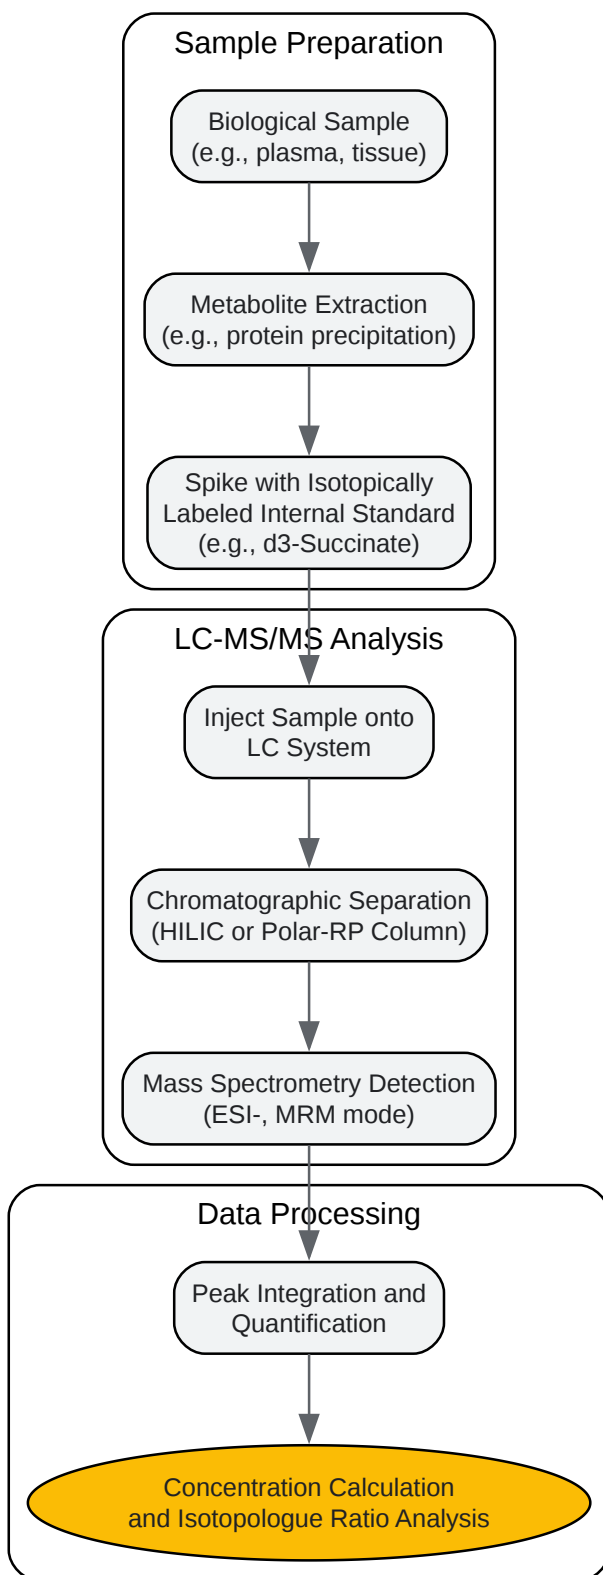 Sample Preparation
Biological Sample
(e.g., plasma, tissue)
Metabolite Extraction
(e.g., protein precipitation)
Spike with Isotopically
Labeled Internal Standard
(e.g., d3-Succinate)
LC-MS/MS Analysis
Inject Sample onto
LC System
Chromatographic Separation
(HILIC or Polar-RP Column)
Mass Spectrometry Detection
(ESI-, MRM mode)
Data Processing
Peak Integration and
Quantification
Concentration Calculation
and Isotopologue Ratio Analysis